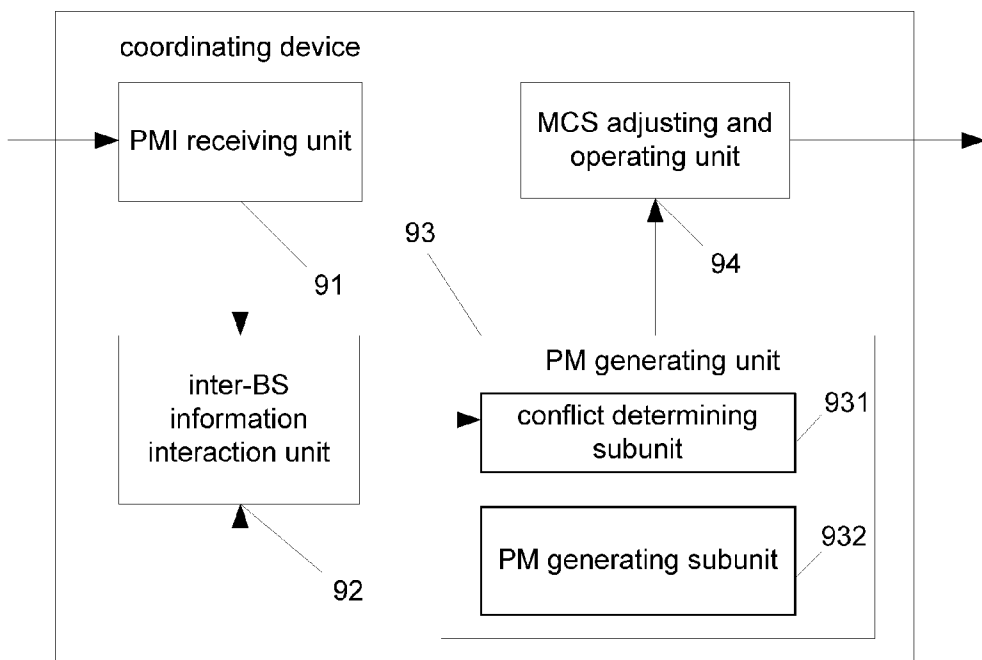 coordinating device
PMI receiving unit
91
MCS adjusting and
operating unit
94
93
inter-BS
information
interaction unit
92
PM generating unit
conflict determining
subunit
931
PM generating subunit
932